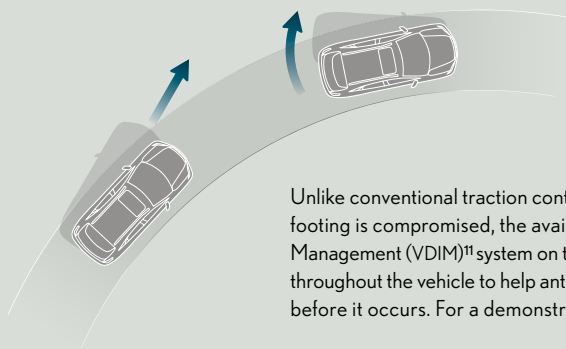 Unlike conventional traction cont
footing is compromised, the avai
Management (VDIM)¹¹ system on t
throughout the vehicle to help ant
before it occurs. For a demonstr